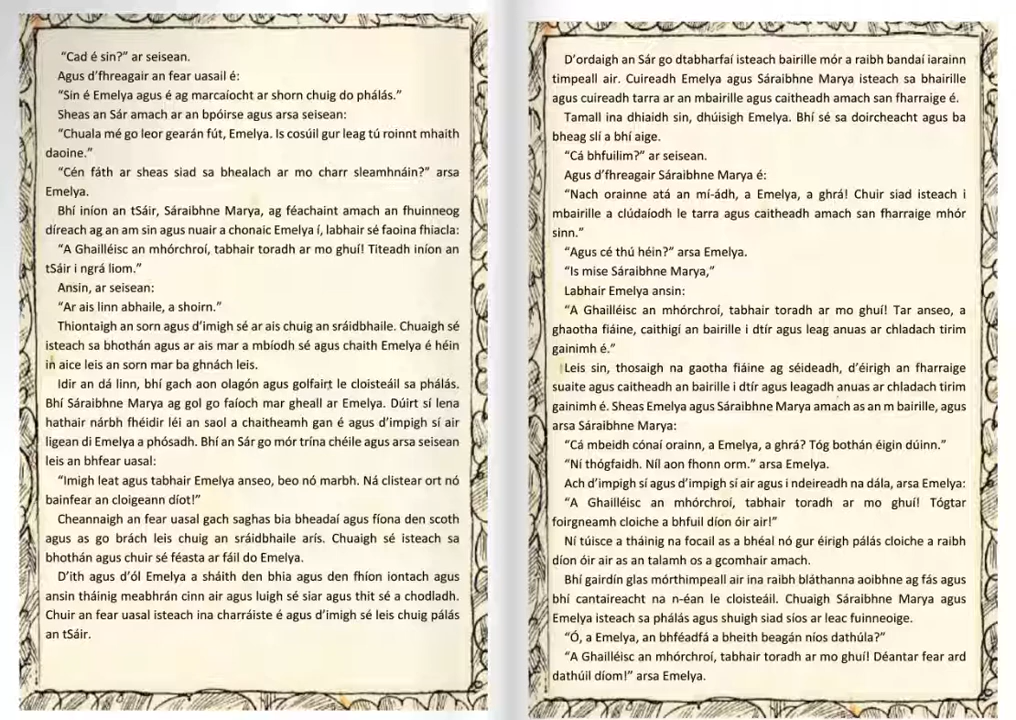 “Cad é sin?” ar seisean.
Agus d’fhreagair an fear uasail é:
“Sin é Emelya agus é ag marcaíocht ar shorn chuig do phálás.”
Sheas an Sár amach ar an bpóirse agus arsa seisean:
“Chuala mé go leor gearán fút, Emelya. Is cosúil gur leag tú roinnt mhaith
daoine.”
“Cén fáth ar sheas siad sa bhealach ar mo charr sleamhnáin?” arsa
Emelya.
Bhí iníon an tSáir, Sáraibhne Marya, ag féachaint amach an fhuinneog
díreach ag an am sin agus nuair a chonaic Emelya í, labhair sé faoina fhiacla:
“A Ghailléisc an mhórchroí, tabhair toradh ar mo ghuí! Titeadh iníon an
tSáir i ngrá liom.”
Ansin, ar seisean:
“Ar ais linn abhaile, a shoirn.”
Thiontaigh an sorn agus d’imigh sé ar ais chuig an sráidbhaile. Chuaigh sé
isteach sa bhothán agus ar ais mar a mbíodh sé agus chaith Emelya é héin
in aice leis an sorn mar ba ghnách leis.
Idir an dá linn, bhí gach aon olagón agus golfairt le cloisteáil sa phálás.
Bhí Sáraibhne Marya ag gol go faíoch mar gheall ar Emelya. Dúirt sí lena
hathair nárbh fhéidir léi an saol a chaitheamh gan é agus d’impigh sí air
ligean di Emelya a phósadh. Bhí an Sár go mór trína chéile agus arsa seisean
leis an bhfear uasal:
“Imigh leat agus tabhair Emelya anseo, beo nó marbh. Ná clistear ort nó
bainfear an cloigeann díot!”
Cheannaigh an fear uasal gach saghas bia bheadaí agus fíona den scoth
agus as go brách leis chuig an sráidbhaile arís. Chuaigh sé isteach sa
bhothán agus chuir sé féasta ar fáil do Emelya.
D’ith agus d’ól Emelya a sháith den bhia agus den fhíon iontach agus
ansin tháinig meabhrán cinn air agus luigh sé siar agus thit sé a chodladh.
Chuir an fear uasal isteach ina charráiste é agus d’imigh sé leis chuig pálás
an tSáir.
D’ordaigh an Sár go dtabharfaí isteach bairille mór a raibh bandaí iarainn
timpeall air. Cuireadh Emelya agus Sáraibhne Marya isteach sa bhairille
agus cuireadh tarra ar an mbairille agus caitheadh amach san fharraige é.
Tamall ina dhiaidh sin, dhúisigh Emelya. Bhí sé sa doircheacht agus ba
bheag slí a bhí aige.
“Cá bhfuilim?” ar seisean.
Agus d’fhreagair Sáraibhne Marya é:
“Nach orainne atá an mí-ádh, a Emelya, a ghrá! Chuir siad isteach i
mbairille a clúdaíodh le tarra agus caitheadh amach san fharraige mhór
sinn.”
“Agus cé thú héin?” arsa Emelya.
“Is mise Sáraibhne Marya,”
Labhair Emelya ansin:
“A Ghailléisc an mhórchroí, tabhair toradh ar mo ghuí! Tar anseo, a
ghaotha fiáine, caithigí an bairille i dtír agus leag anuas ar chladach tirim
gainimh é.”
Leis sin, thosaigh na gaotha fiáine ag séideadh, d’éirigh an fharraige
suaite agus caitheadh an bairille i dtír agus leagadh anuas ar chladach tirim
gainimh é. Sheas Emelya agus Sáraibhne Marya amach as an m bairille, agus
arsa Sáraibhne Marya:
“Cá mbeidh cónaí orainn, a Emelya, a ghrá? Tóg bothán éigin dúinn.”
“Ní thógfaidh. Níl aon fhonn orm.” arsa Emelya.
Ach d’impigh sí agus d’impigh sí air agus i ndeireadh na dála, arsa Emelya:
“A Ghailléisc an mhórchroí, tabhair toradh ar mo ghuí! Tógtar
foirgneamh cloiche a bhfuil díon óir air!”
Ní túisce a tháinig na focail as a bhéal nó gur éirigh pálás cloiche a raibh
díon óir air as an talamh os a gcomhair amach.
Bhí gairdín glas mórthimpeall air ina raibh bláthanna aoibhne ag fás agus
bhí cantaireacht na n-éan le cloisteáil. Chuaigh Sáraibhne Marya agus
Emelya isteach sa phálás agus shuigh siad síos ar leac fuinneoige.
“Ó, a Emelya, an bhféadfá a bheith beagán níos dathúla?”
“A Ghailléisc an mhórchroí, tabhair toradh ar mo ghuí! Déantar fear ard
dathúil díom!” arsa Emelya.